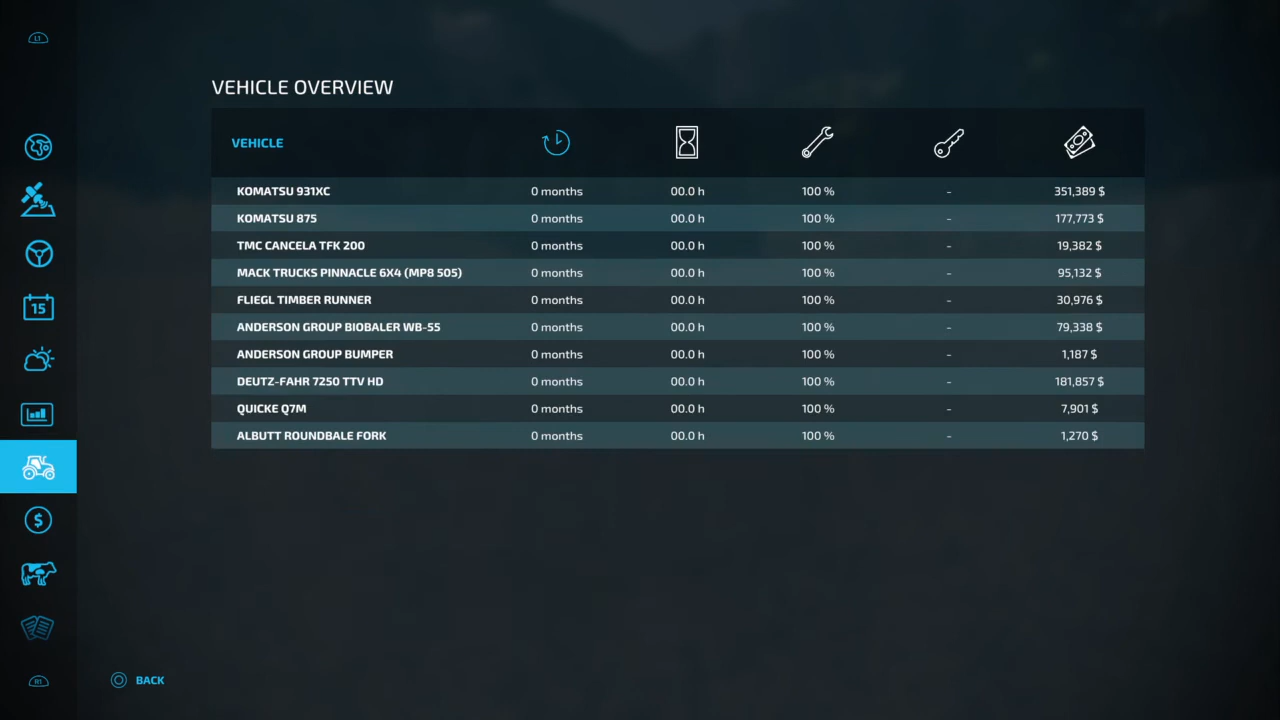 L1
VEHICLE OVERVIEW
VEHICLE
KOMATSU 931XC 0 months 00.0 h 100 % - 351,389 $
KOMATSU 875 0 months 00.0 h 100 % - 177,773 $
TMC CANCELA TFK 200 0 months 00.0 h 100 % - 19,382 $
MACK TRUCKS PINNACLE 6X4 (MP8 505) 0 months 00.0 h 100 % - 95,132 $
FLIEGL TIMBER RUNNER 0 months 00.0 h 100 % - 30,976 $
ANDERSON GROUP BIOBALER WB-55 0 months 00.0 h 100 % - 79,338 $
ANDERSON GROUP BUMPER 0 months 00.0 h 100 % - 1,187 $
DEUTZ-FAHR 7250 TTV HD 0 months 00.0 h 100 % - 181,857 $
QUICKE Q7M 0 months 00.0 h 100 % - 7,901 $
ALBUTT ROUNDBALE FORK 0 months 00.0 h 100 % - 1,270 $
15
$
R1
BACK